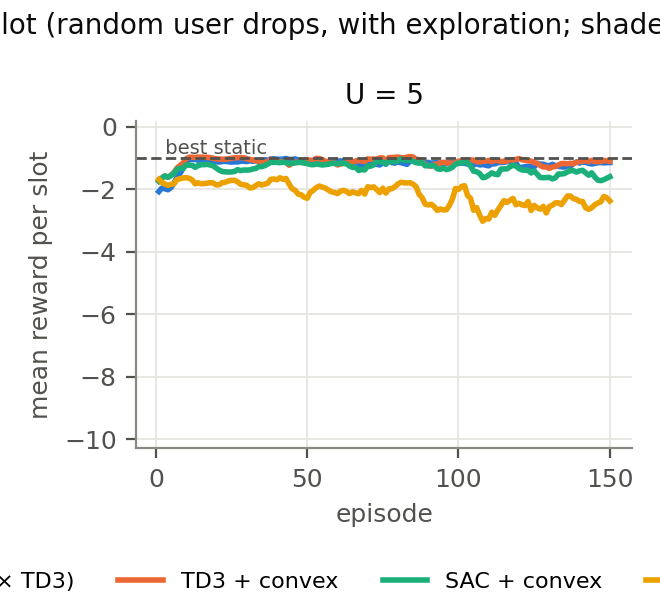 lot (random user drops, with exploration; shade
U = 5
0
best static
−2
−4
−6
−8
−10
mean reward per slot
0 50 100 150
episode
× TD3) TD3 + convex SAC + convex